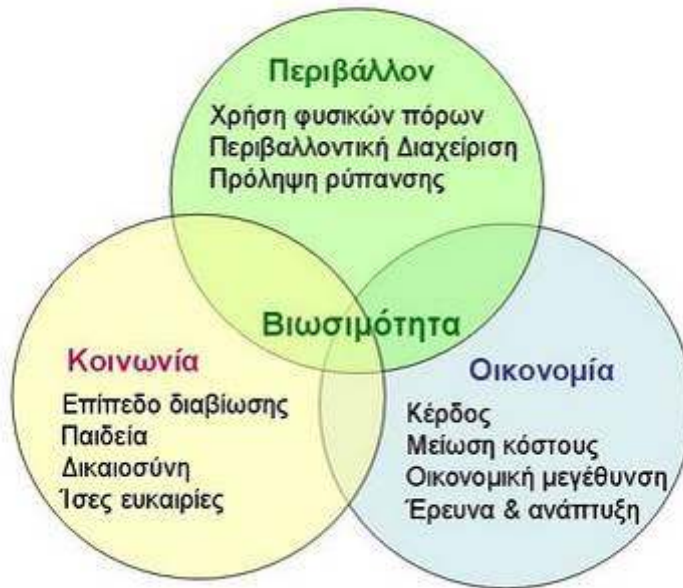 Περιβάλλον
Χρήση φυσικών πόρων
Περιβαλλοντική Διαχείριση
Πρόληψη ρύπανσης
Βιωσιμότητα
Κοινωνία
Επίπεδο διαβίωσης
Παιδεία
Δικαιοσύνη
Ίσες ευκαιρίες
Οικονομία
Κέρδος
Μείωση κόστους
Οικονομική μεγέθυνση
Έρευνα & ανάπτυξη